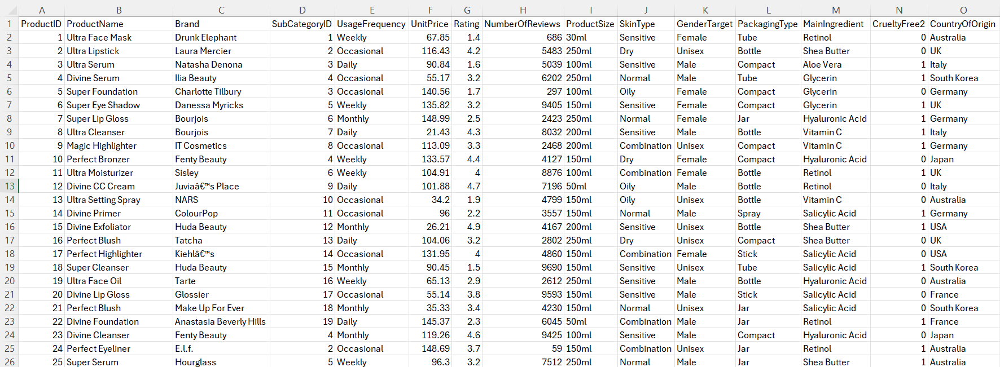 A B C D E F G H I J K L M N O
1 ProductID ProductName Brand SubCategoryID UsageFrequency UnitPrice Rating NumberOfReviews ProductSize SkinType GenderTarget PackagingType MainIngredient CrueltyFree2 CountryOfOrigin
2 1 Ultra Face Mask Drunk Elephant 1 Weekly 67.85 1.4 686 30ml Sensitive Female Tube Retinol 0 Australia
3 2 Ultra Lipstick Laura Mercier 2 Occasional 116.43 4.2 5483 250ml Dry Unisex Bottle Shea Butter 0 UK
4 3 Ultra Serum Natasha Denona 3 Daily 90.84 1.6 5039 100ml Sensitive Male Compact Aloe Vera 1 Italy
5 4 Divine Serum Ilia Beauty 4 Occasional 55.17 3.2 6202 250ml Normal Male Tube Glycerin 1 South Korea
6 5 Super Foundation Charlotte Tilbury 3 Occasional 140.56 1.7 297 100ml Oily Female Compact Glycerin 0 Germany
7 6 Super Eye Shadow Danessa Myricks 5 Weekly 135.82 3.2 9405 150ml Sensitive Female Compact Glycerin 1 UK
8 7 Super Lip Gloss Bourjois 6 Monthly 148.99 2.5 2423 250ml Normal Female Jar Hyaluronic Acid 1 Germany
9 8 Ultra Cleanser Bourjois 7 Daily 21.43 4.3 8032 200ml Sensitive Male Bottle Vitamin C 1 Italy
10 9 Magic Highlighter IT Cosmetics 8 Occasional 113.09 3.3 2468 200ml Combination Unisex Compact Vitamin C 1 Germany
11 10 Perfect Bronzer Fenty Beauty 4 Weekly 133.57 4.4 4127 150ml Dry Female Compact Hyaluronic Acid 0 Japan
12 11 Ultra Moisturizer Sisley 6 Weekly 104.91 4 8876 100ml Combination Female Bottle Retinol 1 UK
13 12 Divine CC Cream Juviaâ€™s Place 9 Daily 101.88 4.7 7196 50ml Oily Male Bottle Retinol 0 Italy
14 13 Ultra Setting Spray NARS 10 Occasional 34.2 1.9 4799 150ml Oily Unisex Bottle Vitamin C 0 Australia
15 14 Divine Primer ColourPop 11 Occasional 96 2.2 3557 150ml Normal Male Spray Salicylic Acid 1 Germany
16 15 Divine Exfoliator Huda Beauty 12 Monthly 26.21 4.9 4167 200ml Sensitive Unisex Bottle Shea Butter 1 USA
17 16 Perfect Blush Tatcha 13 Daily 104.06 3.2 2802 250ml Dry Unisex Compact Shea Butter 0 UK
18 17 Perfect Highlighter Kiehlâ€™s 14 Occasional 131.95 4 4860 150ml Combination Female Stick Salicylic Acid 0 USA
19 18 Super Cleanser Huda Beauty 15 Monthly 90.45 1.5 9690 150ml Sensitive Unisex Tube Salicylic Acid 1 South Korea
20 19 Ultra Face Oil Tarte 16 Weekly 65.13 2.9 2612 250ml Sensitive Male Bottle Hyaluronic Acid 0 Australia
21 20 Divine Lip Gloss Glossier 17 Occasional 55.14 3.8 9593 150ml Sensitive Male Stick Salicylic Acid 0 France
22 21 Perfect Blush Make Up For Ever 18 Monthly 35.33 3.4 4230 150ml Normal Unisex Jar Salicylic Acid 0 South Korea
23 22 Divine Foundation Anastasia Beverly Hills 19 Daily 145.37 2.3 6045 50ml Combination Male Jar Retinol 1 France
24 23 Divine Cleanser Fenty Beauty 4 Monthly 119.26 4.6 9425 100ml Sensitive Male Compact Hyaluronic Acid 0 Japan
25 24 Perfect Eyeliner E.l.f. 2 Occasional 148.69 3.7 59 150ml Combination Unisex Jar Retinol 1 Australia
26 25 Super Serum Hourglass 5 Weekly 96.3 3.2 7512 250ml Normal Male Jar Shea Butter 1 Australia